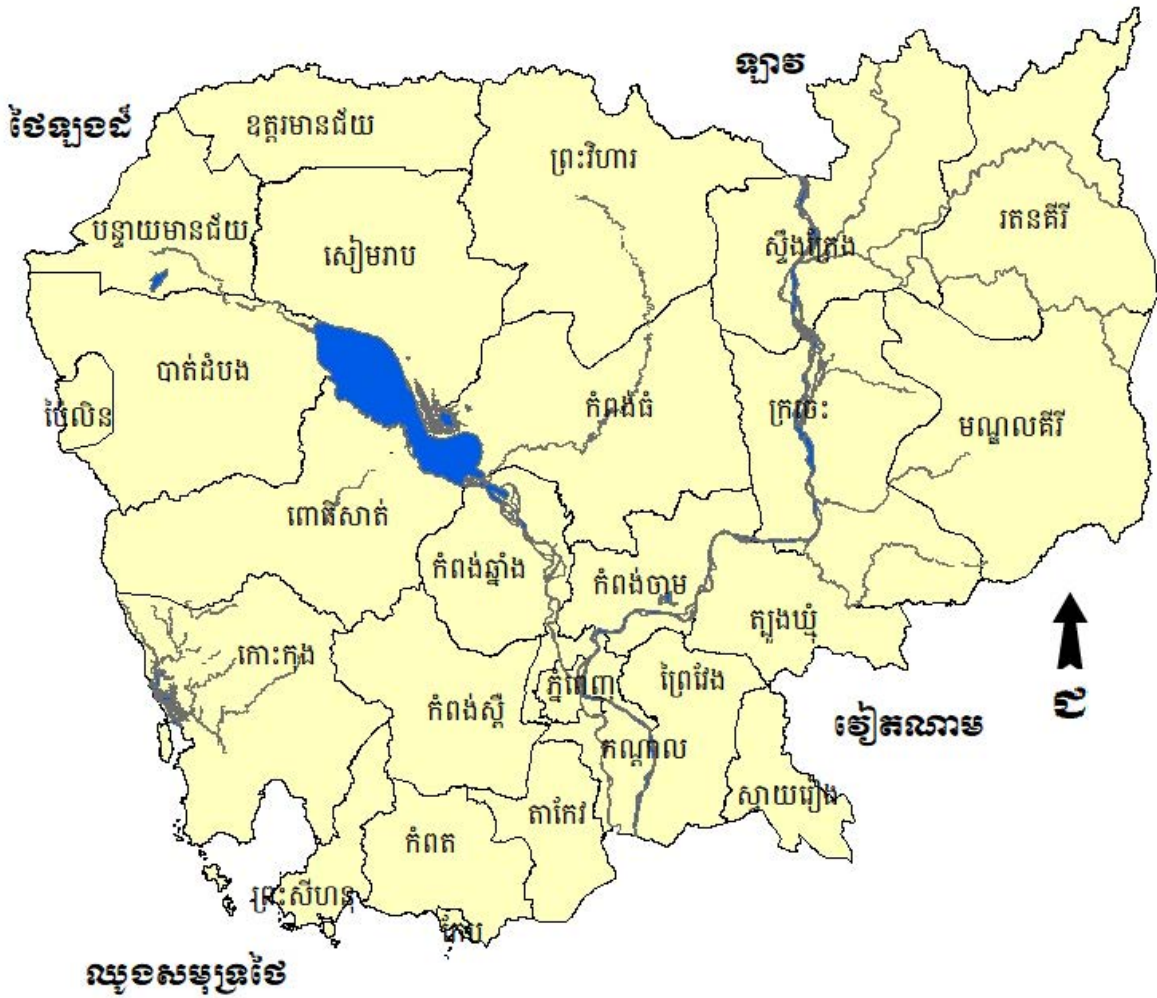 ឡាវ
ថៃឡងដ៍
ឧត្តរមានជ័យ
ព្រះវិហារ
បន្ទាយមានជ័យ
សៀមរាប
ស្ទឹងត្រែង
រតនគីរី
បាត់ដំបង
ប៉ៃលិន
កំពង់ធំ
ក្រចេះ
មណ្ឌលគីរី
ពោធិ៍សាត់
កំពង់ឆ្នាំង
កំពង់ចាម
ត្បូងឃ្មុំ
កោះកុង
កំពង់ស្ពឺ
ភ្នំពេញ
ព្រៃវែង
ជ
វៀតណាម
កណ្តាល
ស្វាយរៀង
តាកែវ
កំពត
ព្រះសីហនុ
កែប
ឈូងសមុទ្រថៃ